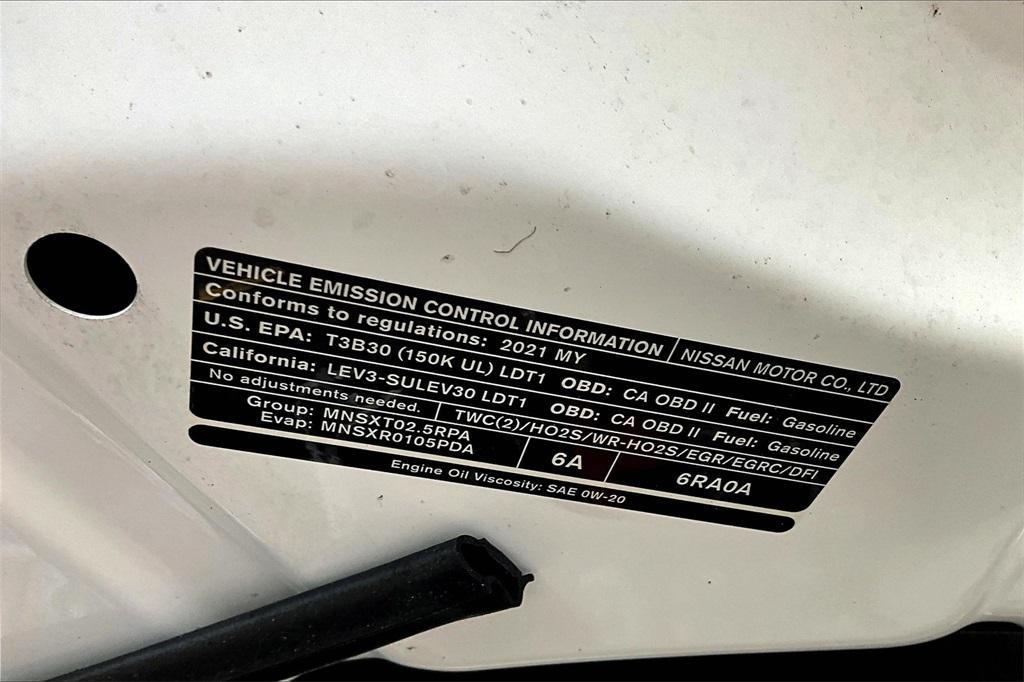 VEHICLE EMISSION CONTROL INFORMATION / NISSAN MOTOR CO., LTD
Conforms to regulations: 2021 MY
U.S. EPA: T3B30 (150K UL) LDT1 OBD: CA OBD II Fuel: Gasoline
California: LEV3-SULEV30 LDT1 OBD: CA OBD II Fuel: Gasoline
No adjustments needed. TWC(2)/HO2S/WR-HO2S/EGR/EGRC/DFI
Group: MNSXT02.5RPA
Evap: MNSXR0105PDA
6A
6RA0A
Engine Oil Viscosity: SAE 0W-20